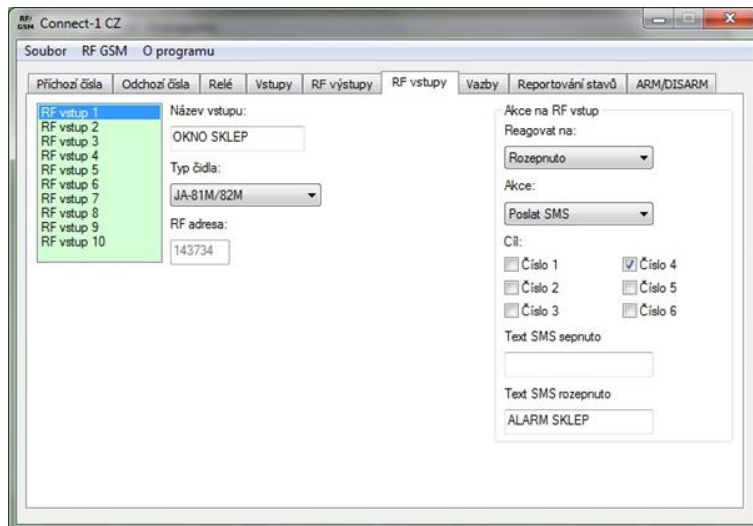 RF/
GSM Connect-1 CZ
Soubor RF GSM O programu
Příchozí čísla Odchozí čísla Relé Vstupy RF výstupy RF vstupy Vazby Reportování stavů ARM/DISARM
RF vstup 1
RF vstup 2
RF vstup 3
RF vstup 4
RF vstup 5
RF vstup 6
RF vstup 7
RF vstup 8
RF vstup 9
RF vstup 10
Název vstupu:
OKNO SKLEP
Typ čidla:
JA-81M/82M
RF adresa:
143734
Akce na RF vstup
Reagovat na:
Rozepnuto
Akce:
Poslat SMS
Cíl:
Číslo 1 Číslo 4
Číslo 2 Číslo 5
Číslo 3 Číslo 6
Text SMS sepnuto
Text SMS rozepnuto
ALARM SKLEP